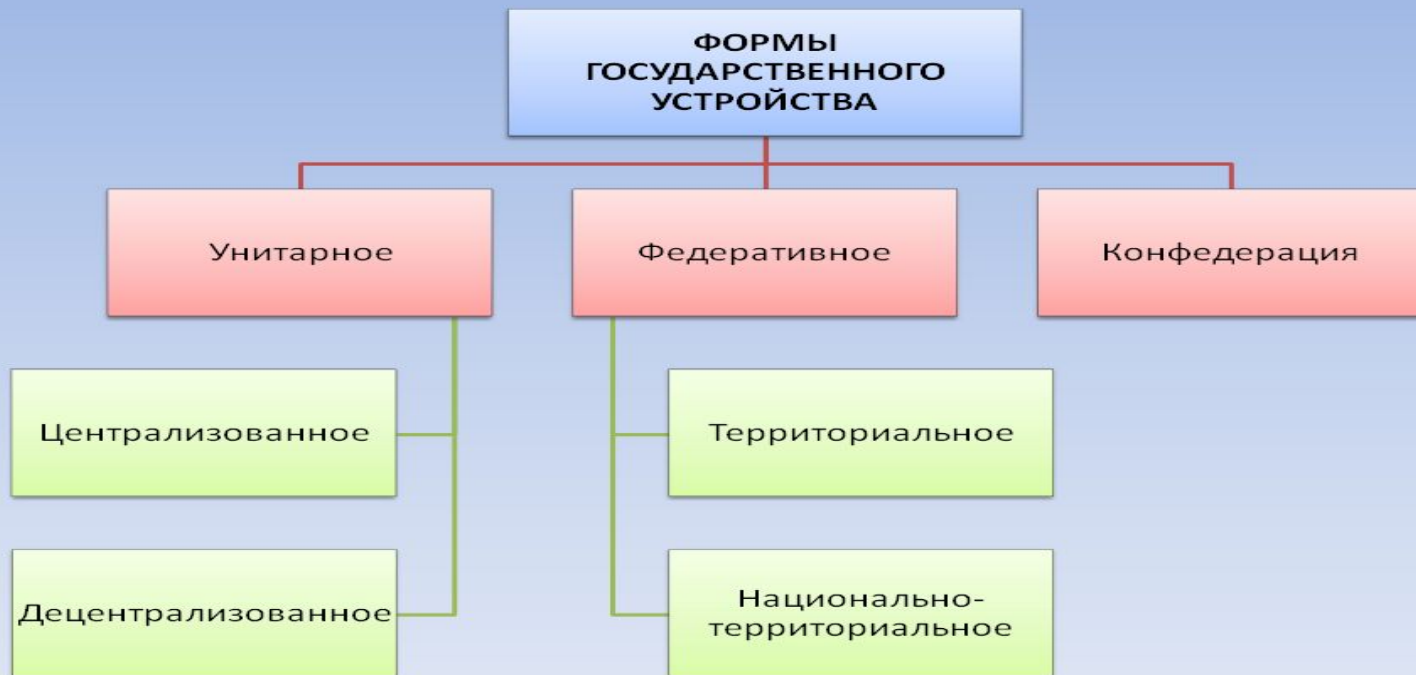 ФОРМЫ
ГОСУДАРСТВЕННОГО
УСТРОЙСТВА
Унитарное
Федеративное
Конфедерация
Централизованное
Территориальное
Децентрализованное
Национально-
территориальное